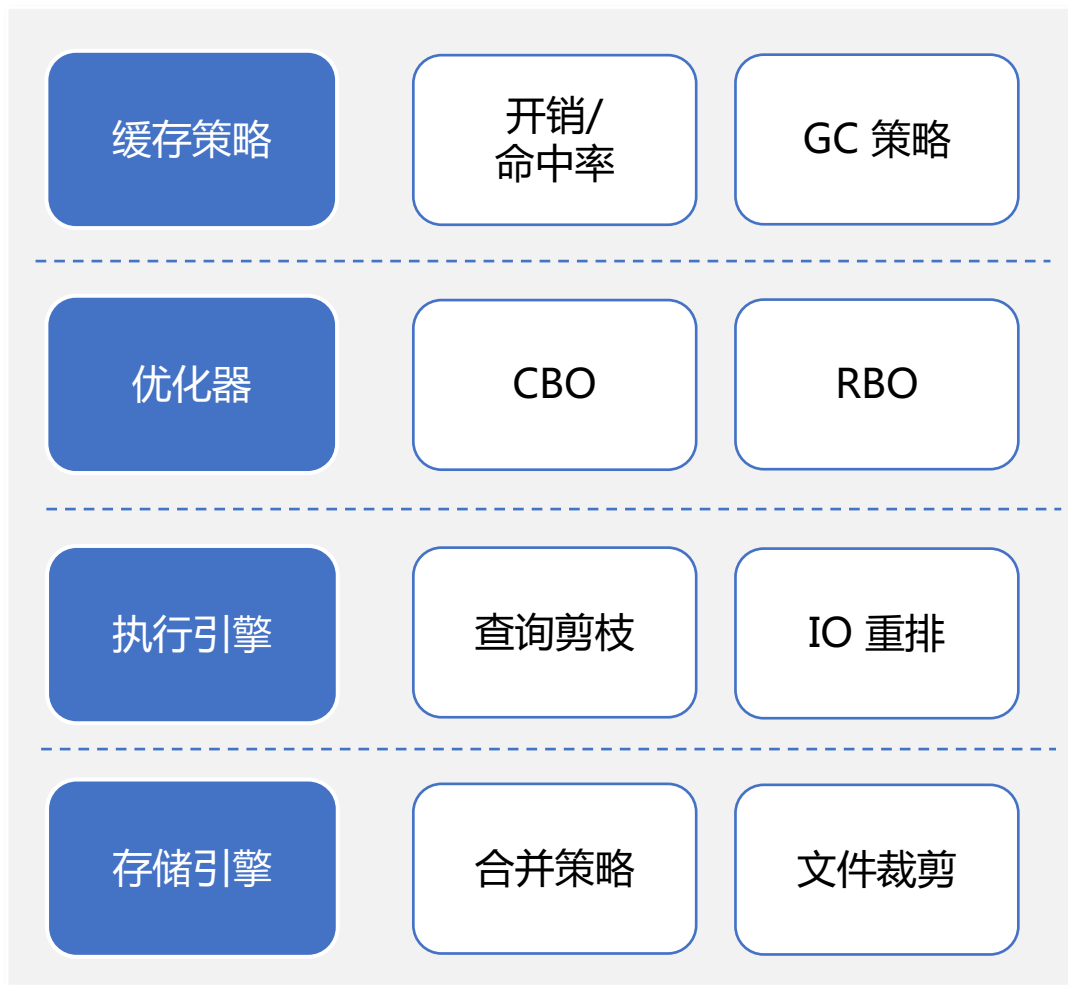 缓存策略
开销/
命中率
GC 策略
优化器
CBO
RBO
执行引擎
查询剪枝
IO 重排
存储引擎
合并策略
文件裁剪